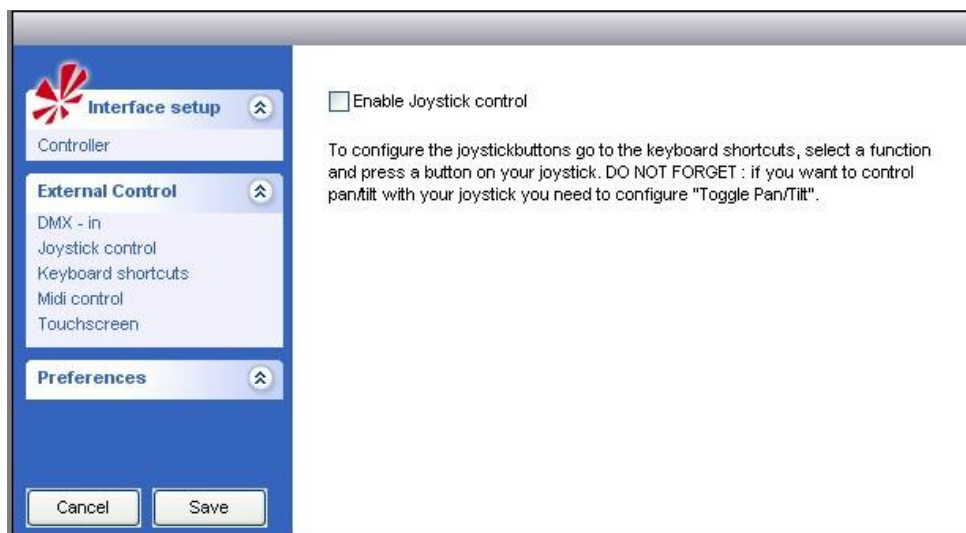 Interface setup
Controller
External Control
DMX - in
Joystick control
Keyboard shortcuts
Midi control
Touchscreen
Preferences
Cancel
Save
Enable Joystick control
To configure the joystickbuttons go to the keyboard shortcuts, select a function
and press a button on your joystick. DO NOT FORGET : if you want to control
pan/tilt with your joystick you need to configure "Toggle Pan/Tilt".